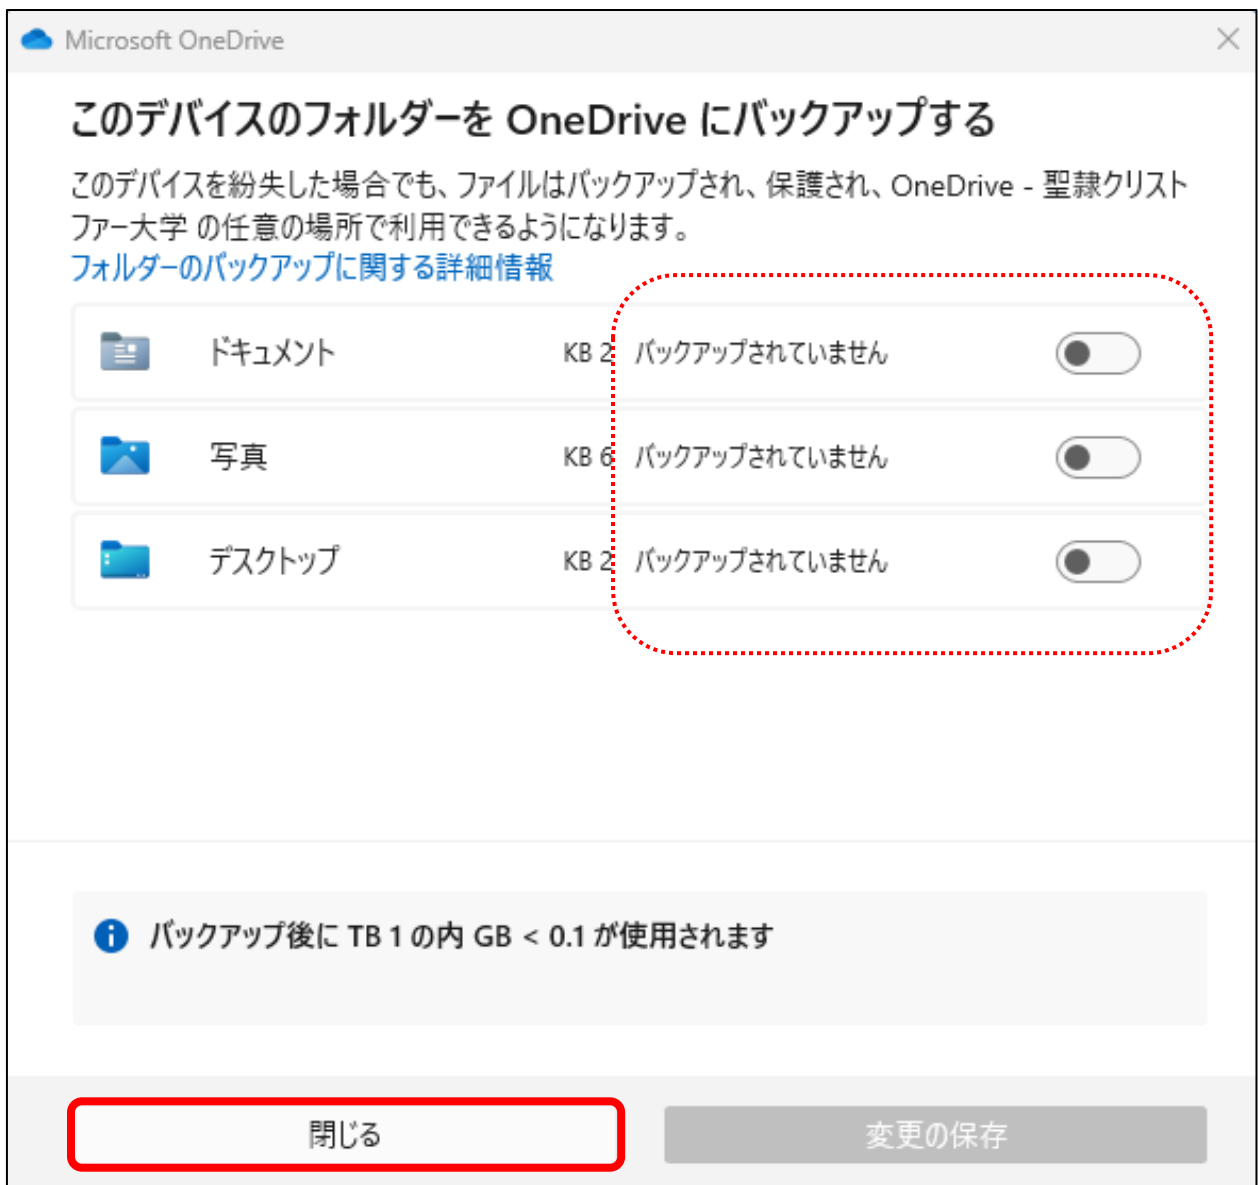 Microsoft OneDrive
このデバイスのフォルダーを OneDrive にバックアップする
このデバイスを紛失した場合でも、ファイルはバックアップされ、保護され、OneDrive - 聖隷クリスト
ファー大学 の任意の場所で利用できるようになります。
フォルダーのバックアップに関する詳細情報
ドキュメント KB 2 バックアップされていません
写真 KB 6 バックアップされていません
デスクトップ KB 2 バックアップされていません
バックアップ後に TB 1 の内 GB < 0.1 が使用されます
閉じる 変更の保存